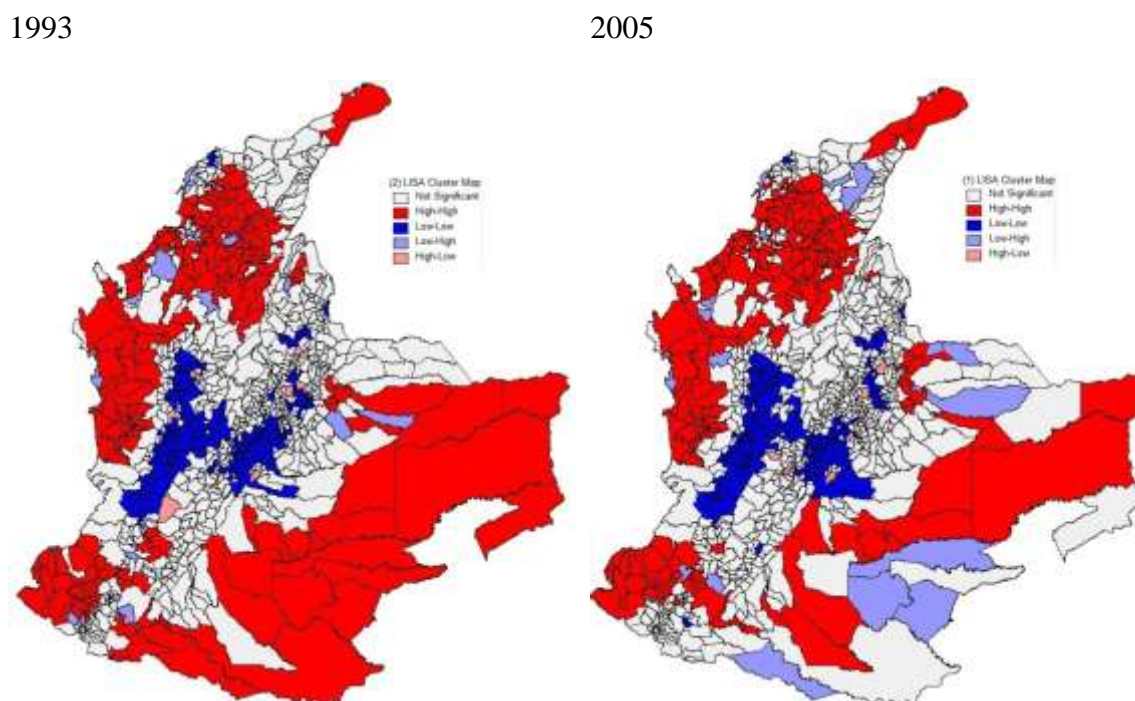 1993
2005
(2) LISA Cluster Map
Not Significant
High-High
Low-Low
Low-High
High-Low
(1) LISA Cluster Map
Not Significant
High-High
Low-Low
Low-High
High-Low